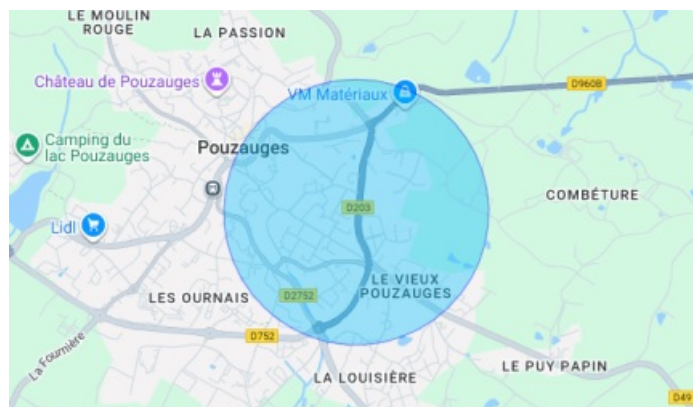 LE MOULIN
ROUGE
LA PASSION
Château de Pouzauges
VM Matériaux
D960B
Camping du
lac Pouzauges
Pouzauges
COMBÉTURE
D203
Lidl
LE VIEUX
POUZAUGES
LES OURNAIS
D2752
D752
La Fournière
LE PUY PAPIN
LA LOUISIÈRE
D49